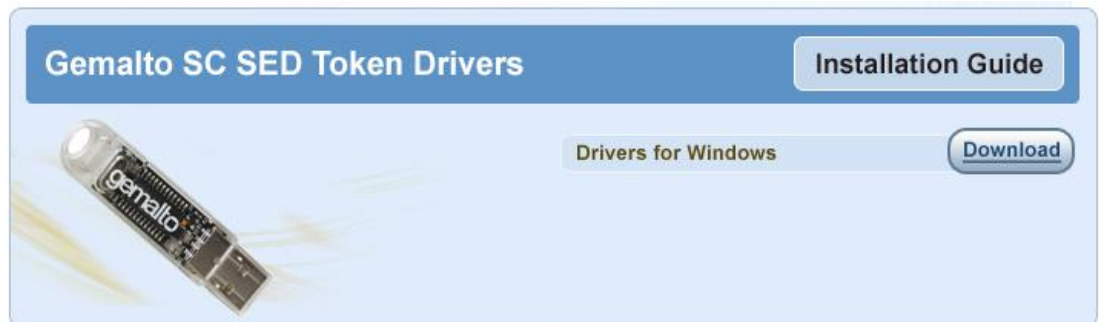 Gemalto SC SED Token Drivers
Installation Guide
Drivers for Windows
Download
gemalto